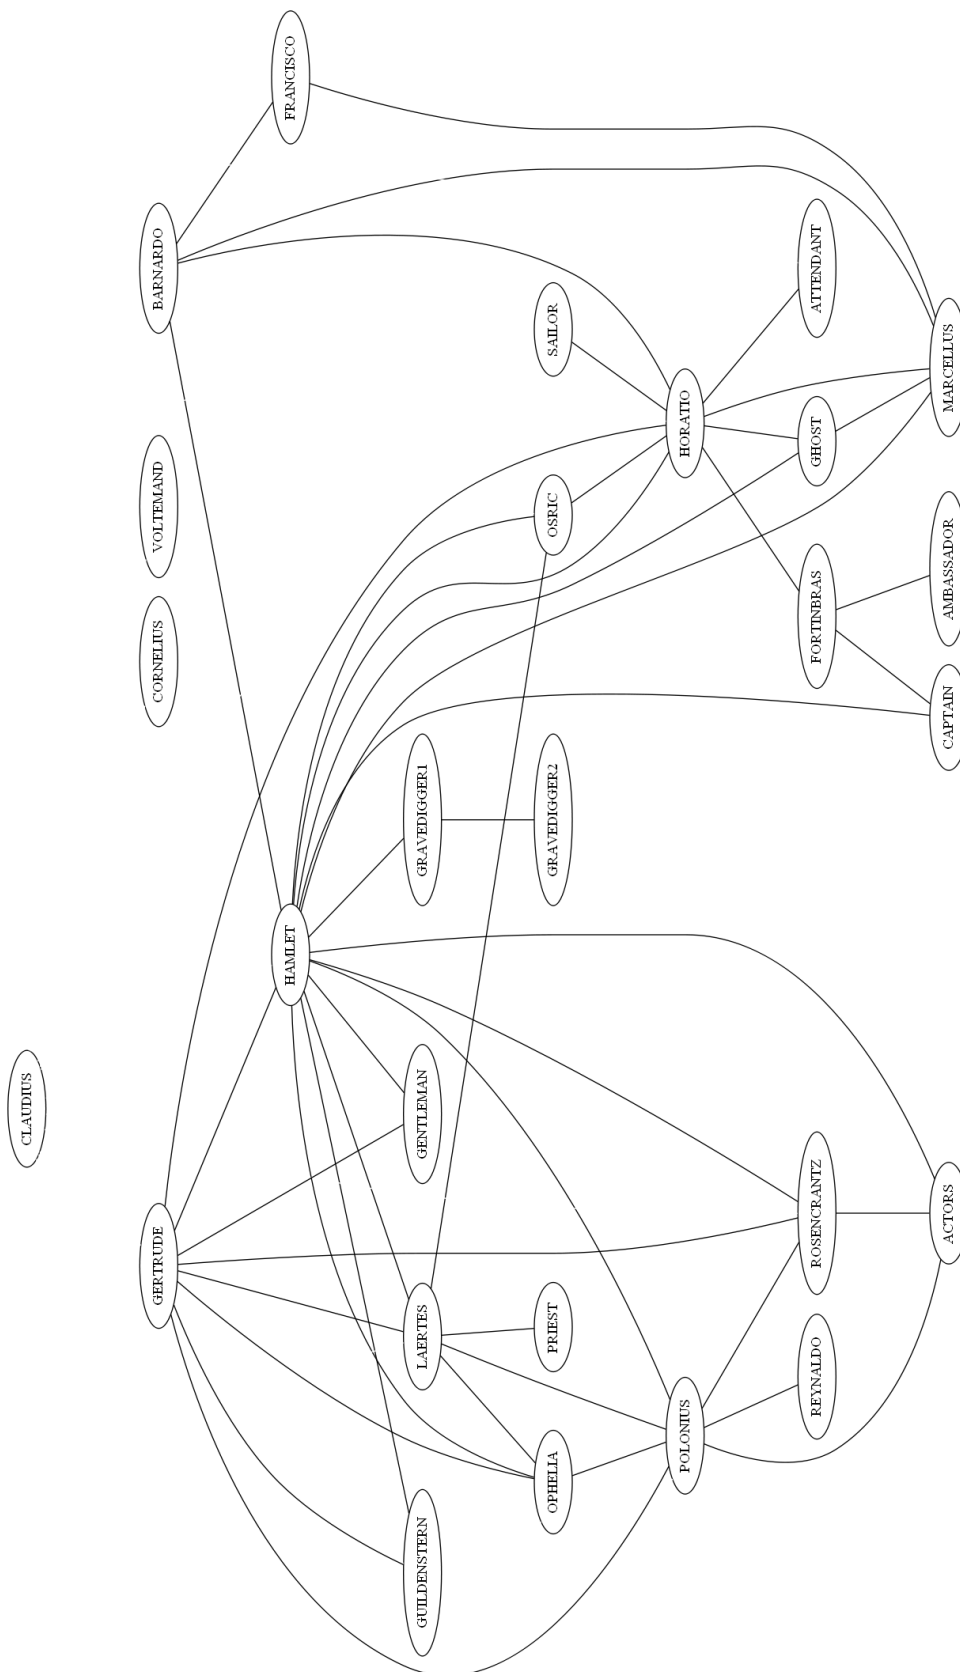 CLAUDIUS
GERTRUDE
CORNELIUS
VOLTEMAND
BARNARDO
HAMLET
FRANCISCO
GUILDENSTERN
LAERTES
GENTLEMAN
GRAVEDIGGER1
OPHELIA
PRIEST
GRAVEDIGGER2
OSRIC
SAILOR
POLONIUS
HORATIO
REYNALDO
ROSENCRANTZ
FORTINBRAS
GHOST
ATTENDANT
ACTORS
CAPTAIN
AMBASSADOR
MARCELLUS